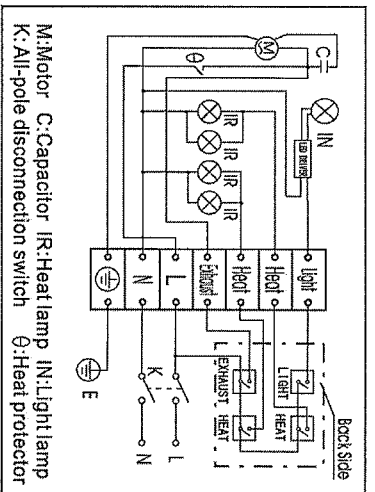 C
M
θ
IN
LED DRIVER
IR
IR
IR
IR
N
L
Exhaust
Heat
Heat
Light
Back Side
EXHAUST
LIGHT
HEAT
HEAT
K
E
N
L
M:Motor C:Capacitor IR:Heat lamp IN:Light lamp
K: All-pole disconnection switch θ:Heat protector